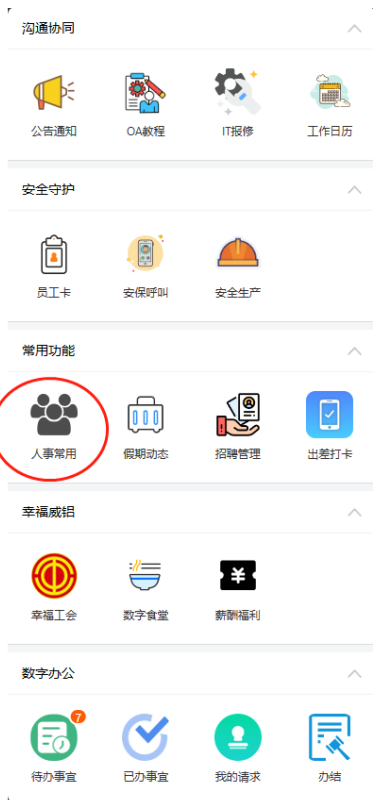 沟通协同
公告通知 OA教程 IT报修 工作日历
安全守护
员工卡 安保呼叫 安全生产
常用功能
人事常用 假期动态 招聘管理 出差打卡
幸福威铝
幸福工会 数字食堂 薪酬福利
数字办公
7
待办事宜 已办事宜 我的请求 办结